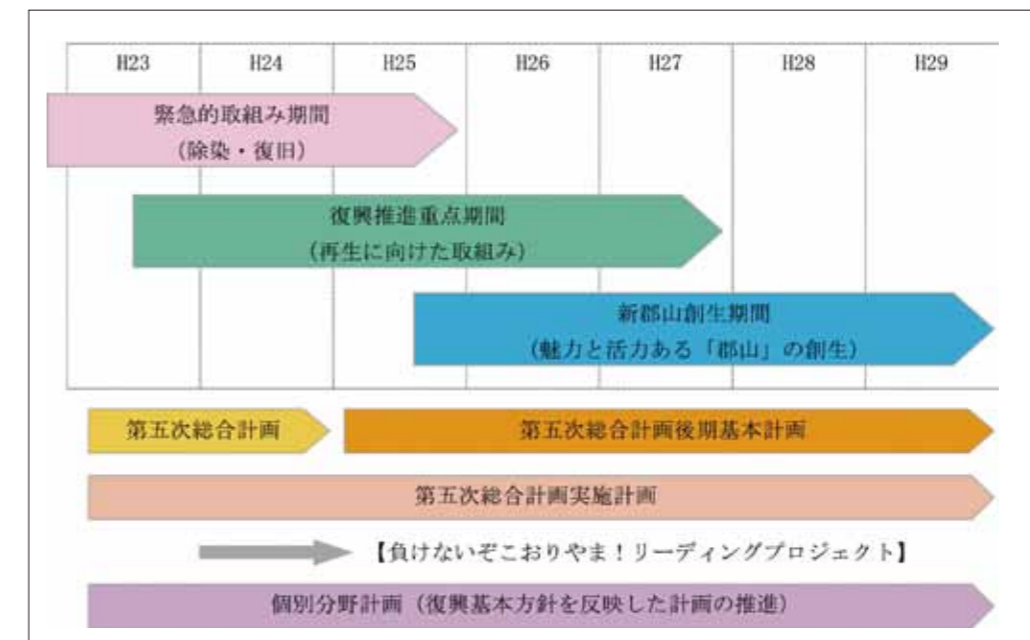 H23 H24 H25 H26 H27 H28 H29
緊急的取組み期間
（除染・復旧）
復興推進重点期間
（再生に向けた取組み）
新郡山創生期間
（魅力と活力ある「郡山」の創生）
第五次総合計画 第五次総合計画後期基本計画
第五次総合計画実施計画
【負けないぞこおりやま！リーディングプロジェクト】
個別分野計画（復興基本方針を反映した計画の推進）